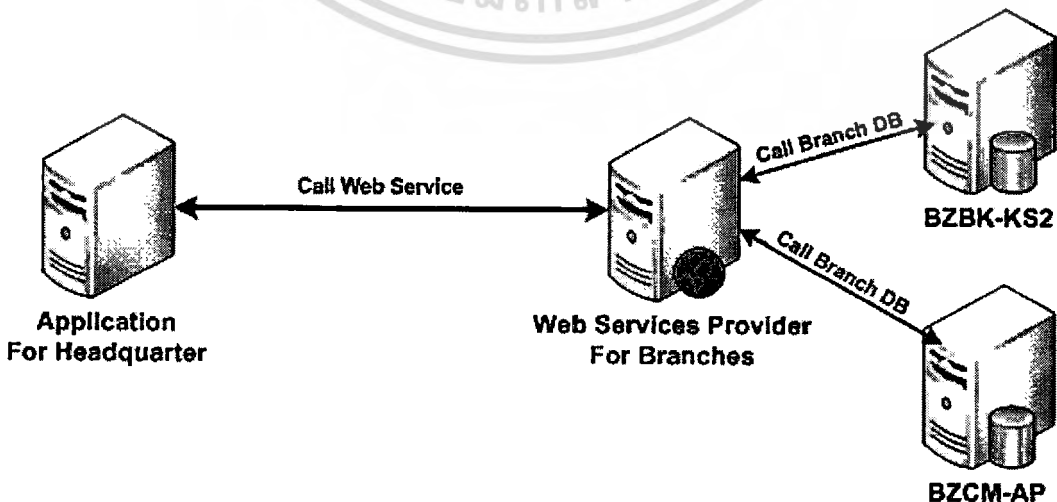 Call Web Service
Call Branch DB
BZBK-KS2
Call Branch DB
Application
For Headquarter
Web Services Provider
For Branches
BZCM-AP